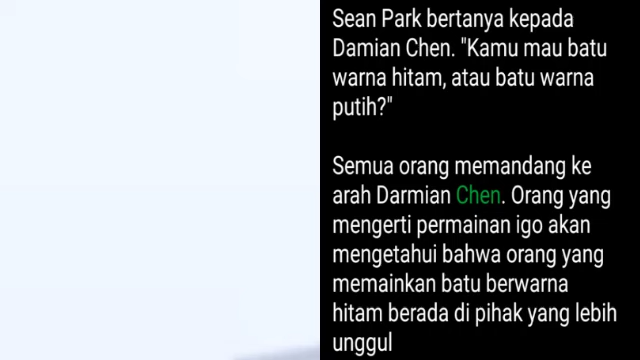 Sean Park bertanya kepada
Damian Chen. "Kamu mau batu
warna hitam, atau batu warna
putih?"
Semua orang memandang ke
arah Darmian Chen. Orang yang
mengerti permainan igo akan
mengetahui bahwa orang yang
memainkan batu berwarna
hitam berada di pihak yang lebih
unggul